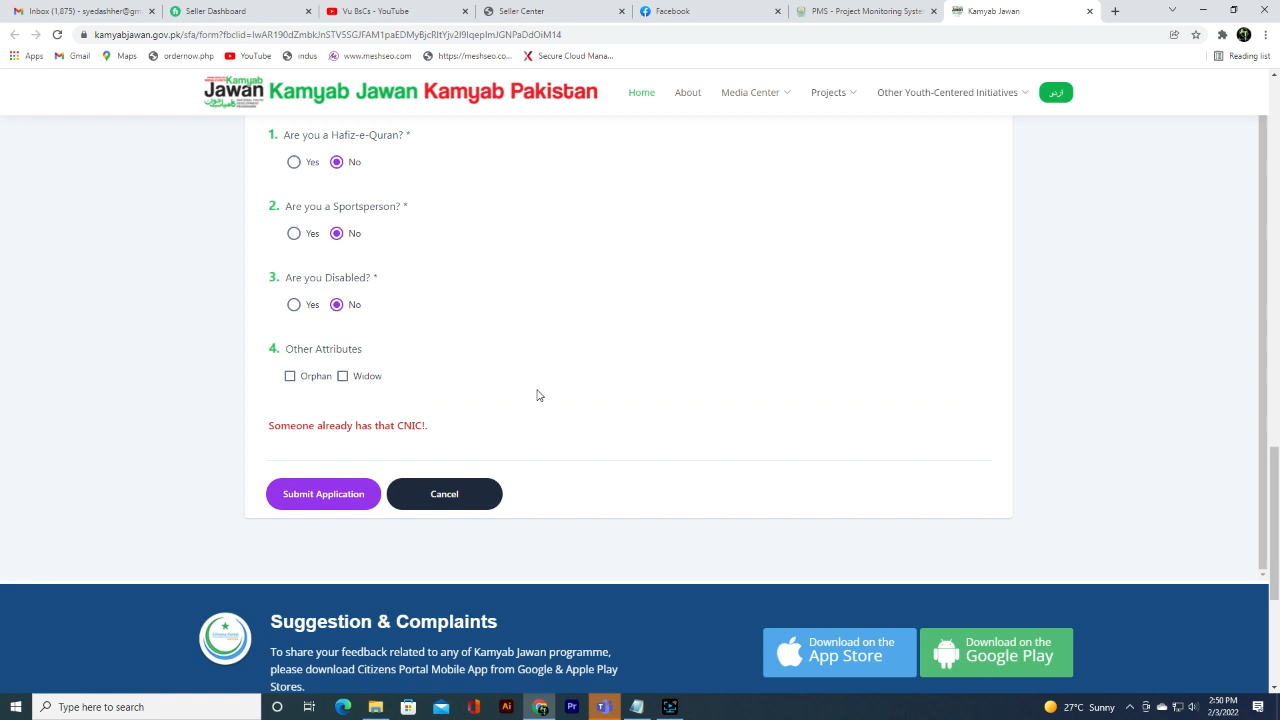 Inbox (1,875) - syedashder@gm
Seller Dashboard
Vu BsCs - YouTube
Seller Center
Facebook
PMS - Project Monitoring Syste
Kamyab Jawan
kamyabjawan.gov.pk/sfa/form?fbclid=IwAR190dZmbkJnSTV5SGJFAM1paEDMyBjcRltYjv2J9IqepImJGNPaDdOiM14
Apps Gmail Maps ordernow.php YouTube indus www.meshseo.com https://meshseo.co... Secure Cloud Mana... Reading list
Kamyab Jawan Kamyab Jawan Kamyab Pakistan Home About Media Center Projects Other Youth-Centered Initiatives اردو
1. Are you a Hafiz-e-Quran? *
Yes No
2. Are you a Sportsperson? *
Yes No
3. Are you Disabled? *
Yes No
4. Other Attributes
Orphan Widow
Someone already has that CNIC!.
Submit Application Cancel
Suggestion & Complaints
To share your feedback related to any of Kamyab Jawan programme,
please download Citizens Portal Mobile App from Google & Apple Play
Stores.
Download on the
App Store
Download on the
Google Play
Type here to search
27°C Sunny
2:50 PM
2/3/2022